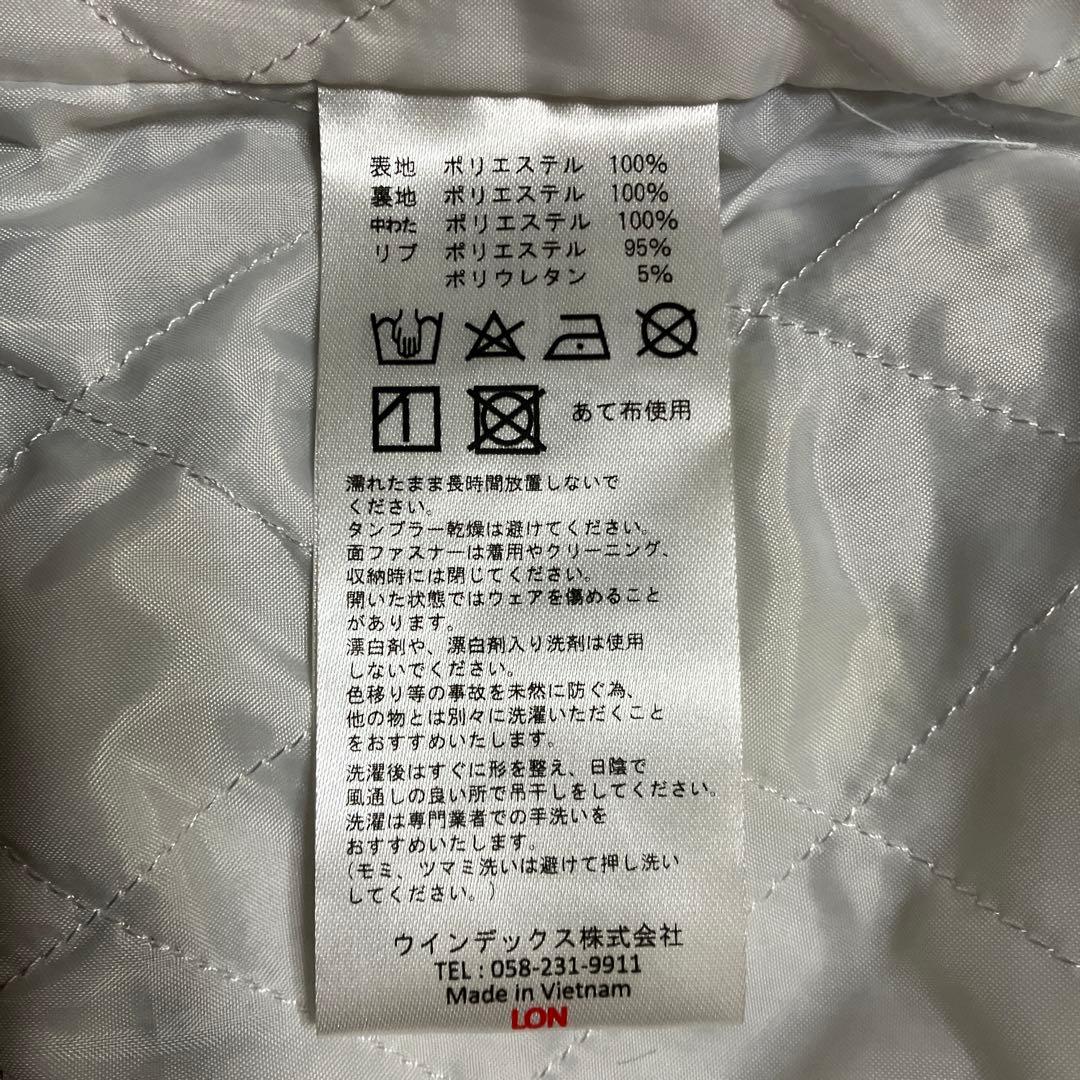 表地 ポリエステル 100%
裏地 ポリエステル 100%
中わた ポリエステル 100%
リブ ポリエステル 95%
ポリウレタン 5%
あて布使用
濡れたまま長時間放置しないで
ください。
タンブラー乾燥は避けてください。
面ファスナーは着用やクリーニング、
収納時には閉じてください。
開いた状態ではウェアを傷めること
があります。
漂白剤や、漂白剤入り洗剤は使用
しないでください。
色移り等の事故を未然に防ぐ為、
他の物とは別々に洗濯いただくこと
をおすすめいたします。
洗濯後はすぐに形を整え、日陰で
風通しの良い所で吊干しをしてください。
洗濯は専門業者での手洗いを
おすすめいたします。
(モミ、ツマミ洗いは避けて押し洗い
してください。)
ウインデックス株式会社
TEL : 058-231-9911
Made in Vietnam
LON